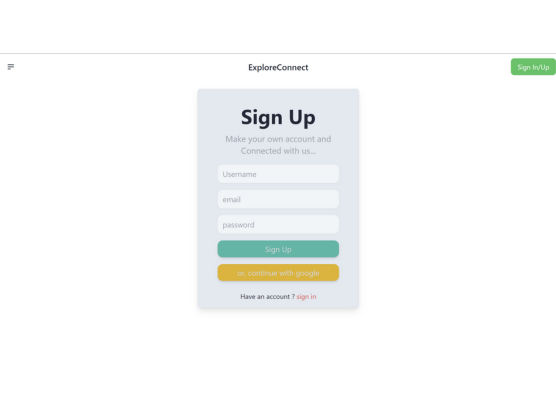 ExploreConnect
Sign In/Up
Sign Up
Make your own account and
Connected with us...
Username
email
password
Sign Up
or, continue with google
Have an account ? sign in